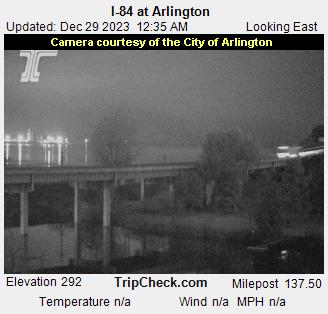 I-84 at Arlington
Updated: Dec 29 2023 12:35 AM Looking East
Camera courtesy of the City of Arlington
Elevation 292 TripCheck.com Milepost 137.50
Temperature n/a Wind n/a MPH n/a